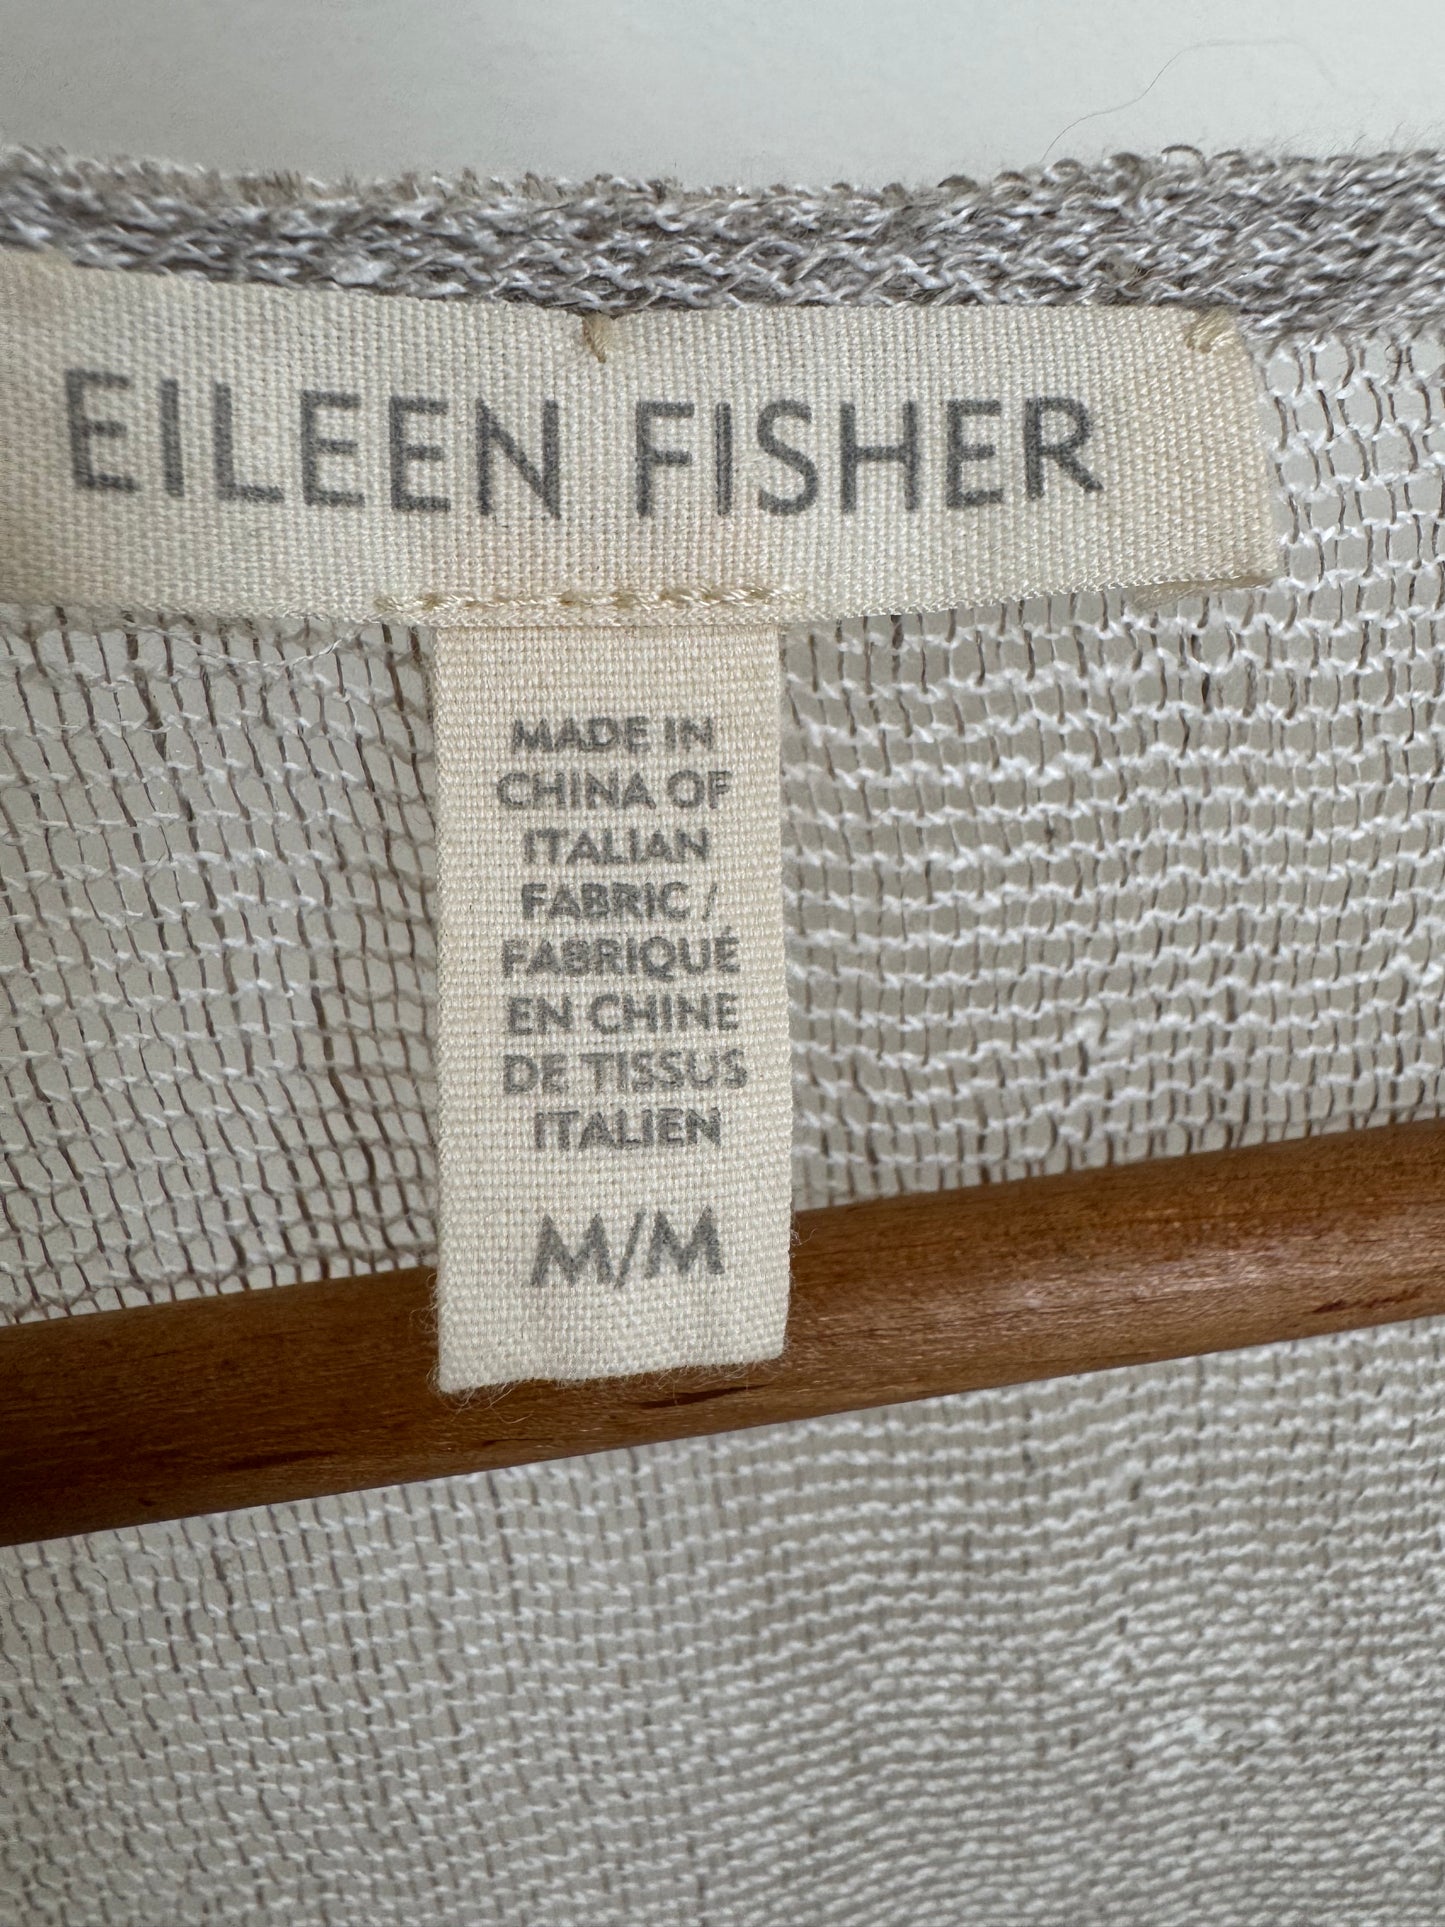 EILEEN FISHER
MADE IN
CHINA OF
ITALIAN
FABRIC /
FABRIQUÉ
EN CHINE
DE TISSUS
ITALIEN
M/M